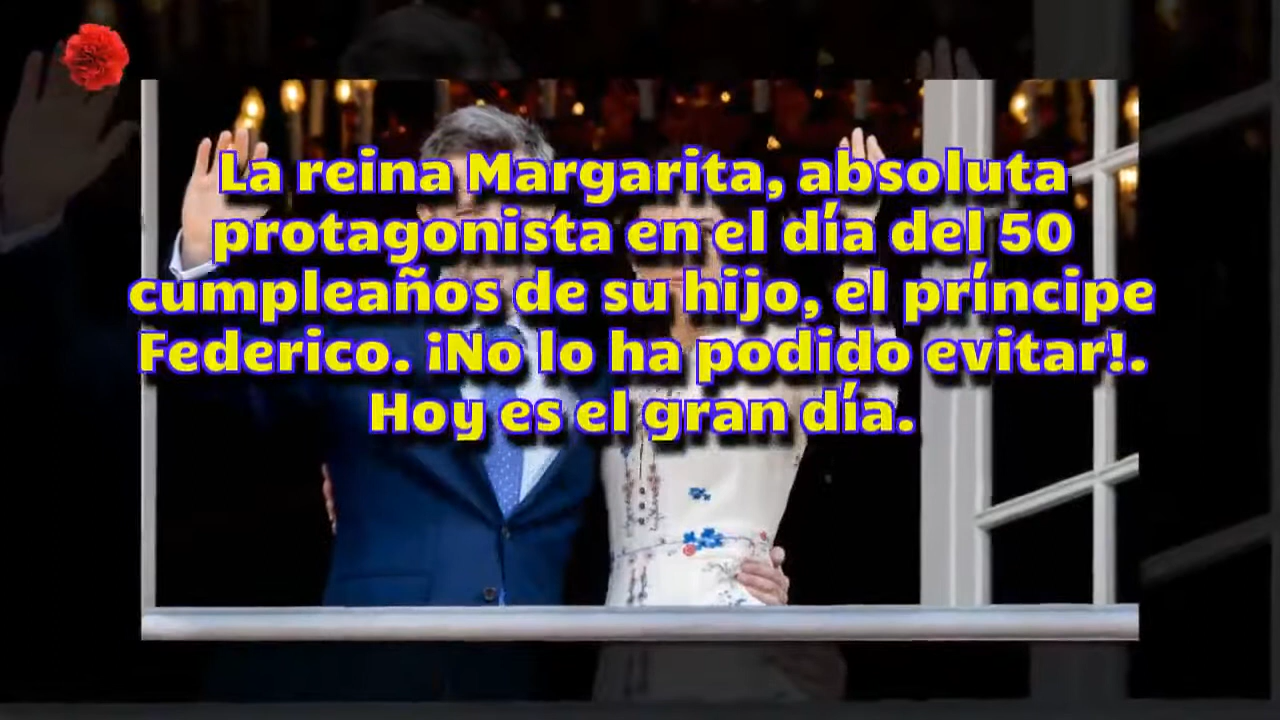 La reina Margarita, absoluta
protagonista en el día del 50
cumpleaños de su hijo, el príncipe
Federico. ¡No lo ha podido evitar!.
Hoy es el gran día.